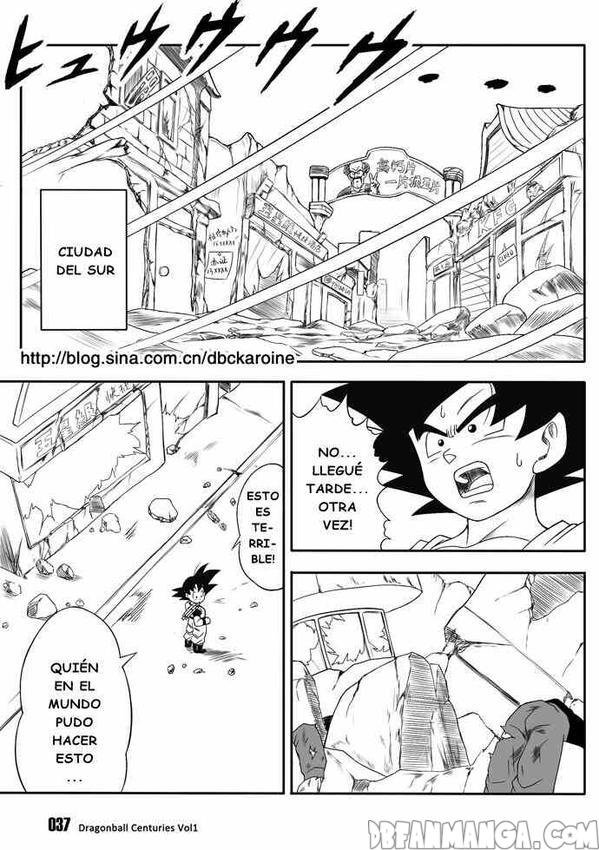 ヒュウウウウ・・・
CIUDAD
DEL SUR
KSG
http://blog.sina.com.cn/dbckaroine
NO...
LLEGUÉ
TARDE...
OTRA
VEZ!
ESTO
ES
TE-
RRI-
BLE!
QUIÉN
EN EL
MUNDO
PUDO
HACER
ESTO
...
037 Dragonball Centuries Vol1
DBFANMANGA.COM